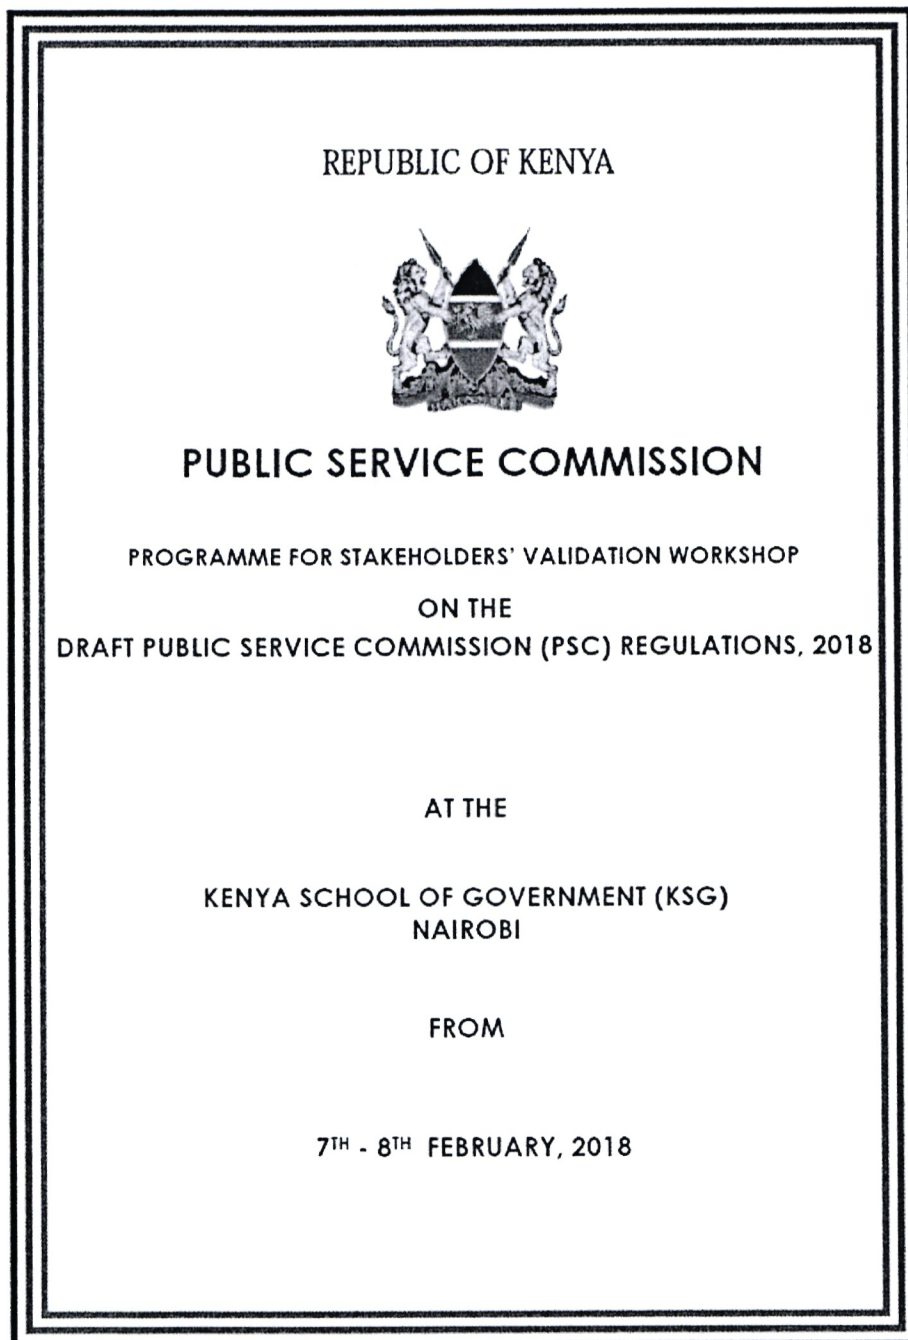 REPUBLIC OF KENYA
PUBLIC SERVICE COMMISSION
PROGRAMME FOR STAKEHOLDERS' VALIDATION WORKSHOP
ON THE
DRAFT PUBLIC SERVICE COMMISSION (PSC) REGULATIONS, 2018
AT THE
KENYA SCHOOL OF GOVERNMENT (KSG)
NAIROBI
FROM
7TH - 8TH FEBRUARY, 2018